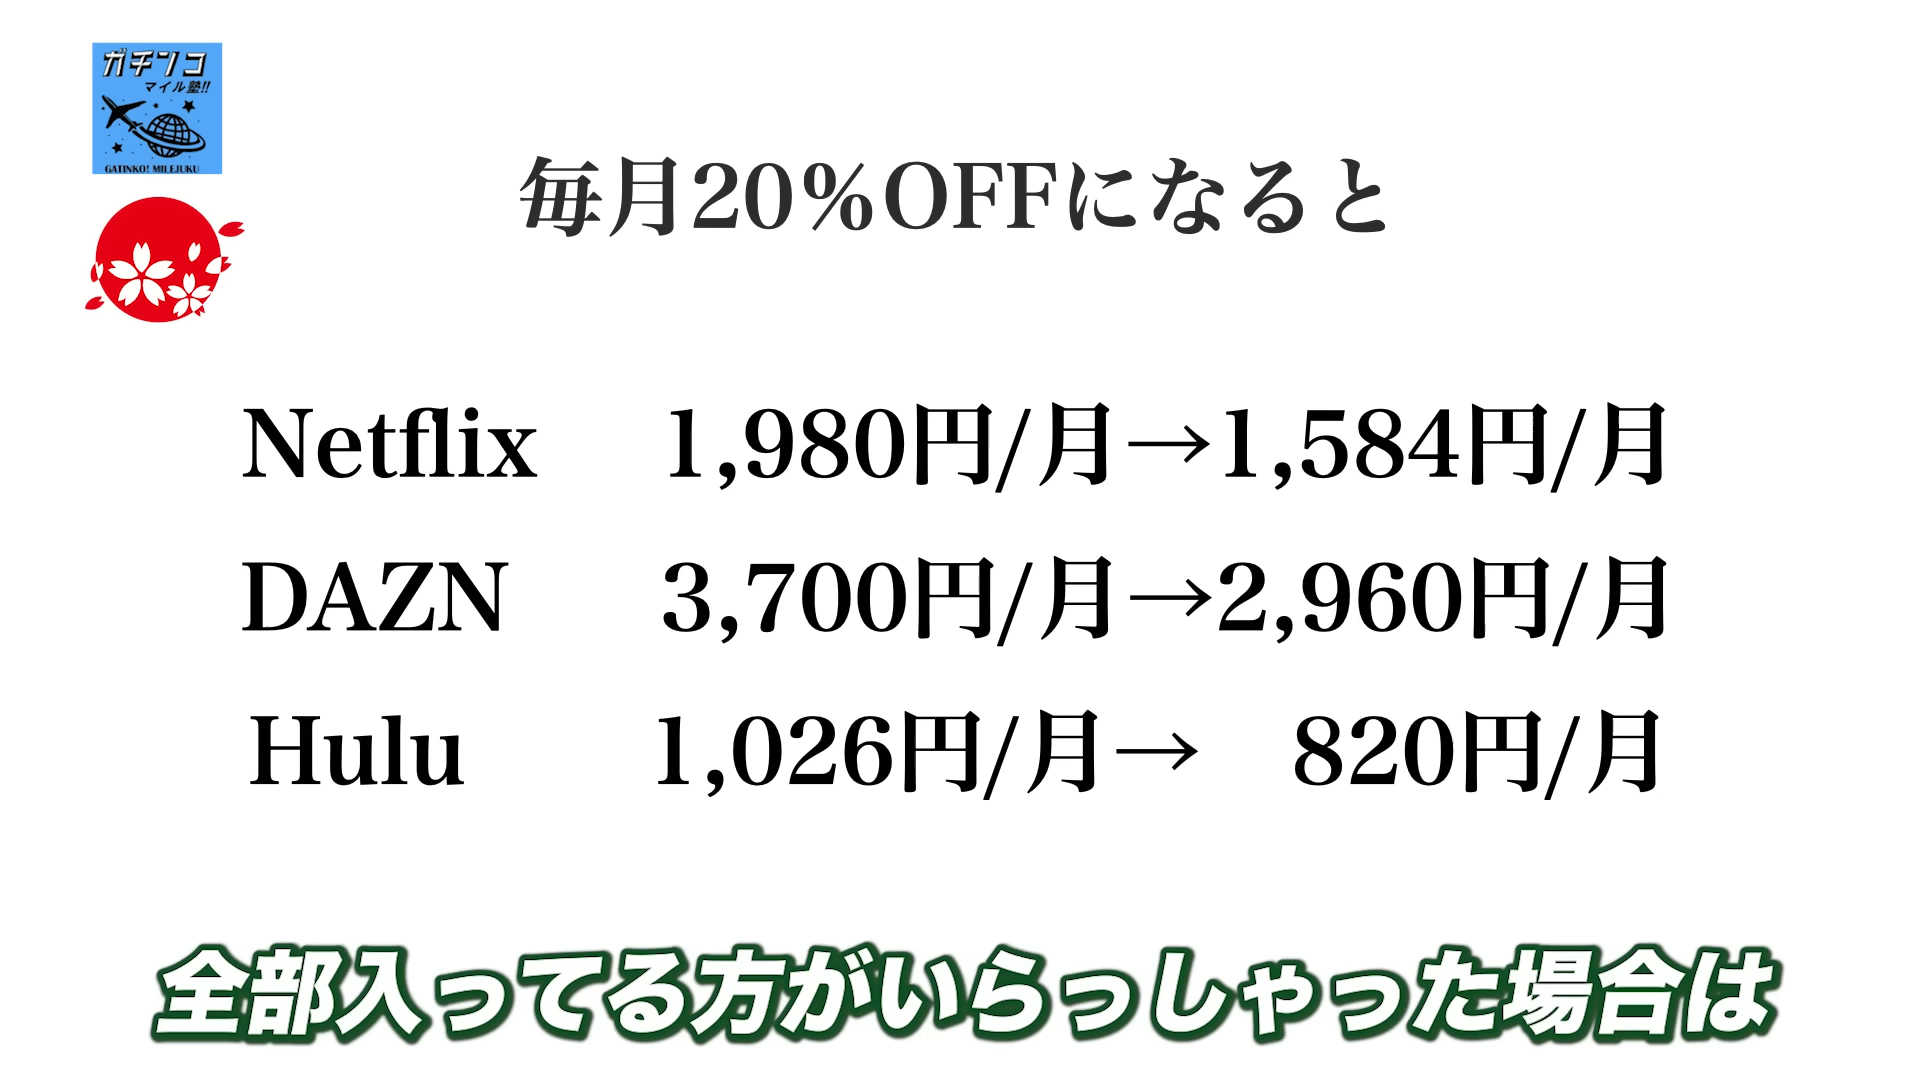 ガチンコ
マイル塾!!
GATINKO! MILEJUKU
毎月20%OFFになると
Netflix 1,980円/月→1,584円/月
DAZN 3,700円/月→2,960円/月
Hulu 1,026円/月→ 820円/月
全部入ってる方がいらっしゃった場合は